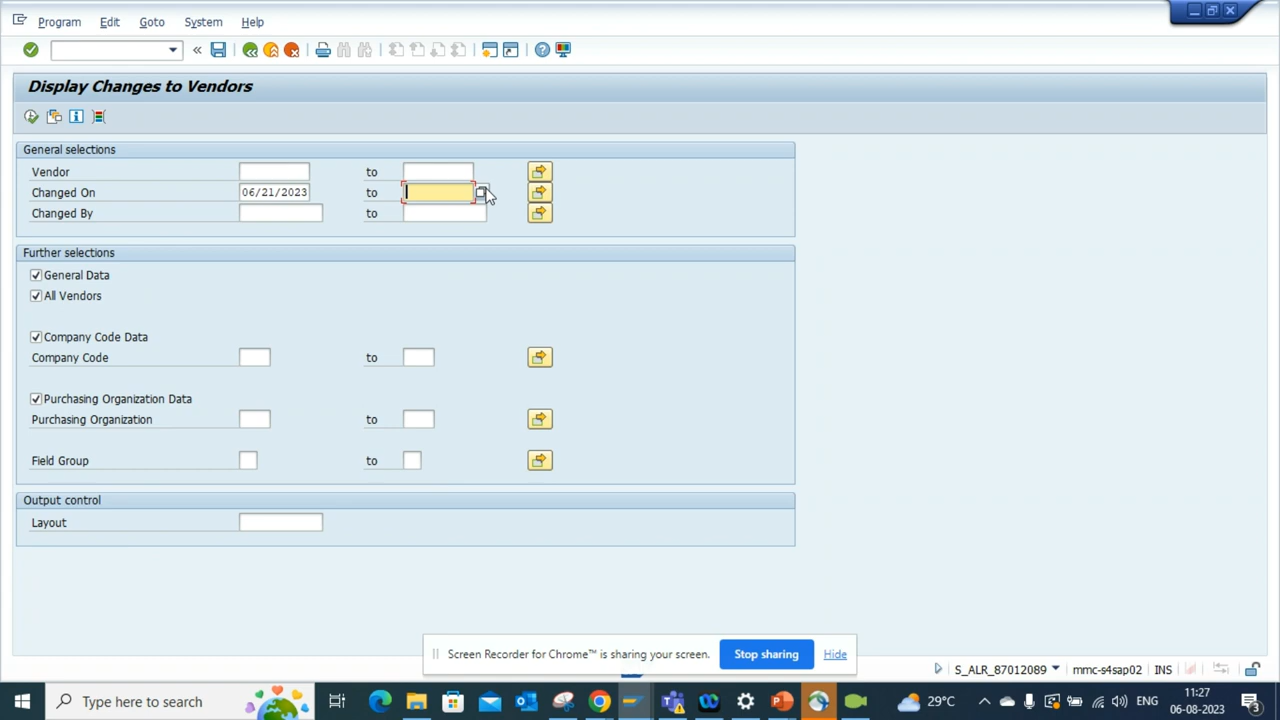 Program Edit Goto System Help
Display Changes to Vendors
General selections
Vendor to
Changed On 06/21/2023 to
Changed By to
Further selections
General Data
All Vendors
Company Code Data
Company Code to
Purchasing Organization Data
Purchasing Organization to
Field Group to
Output control
Layout
Screen Recorder for Chrome™ is sharing your screen. Stop sharing Hide
S_ALR_87012089 mmc-s4sap02 INS
Type here to search 29°C ENG 11:27
06-08-2023 3